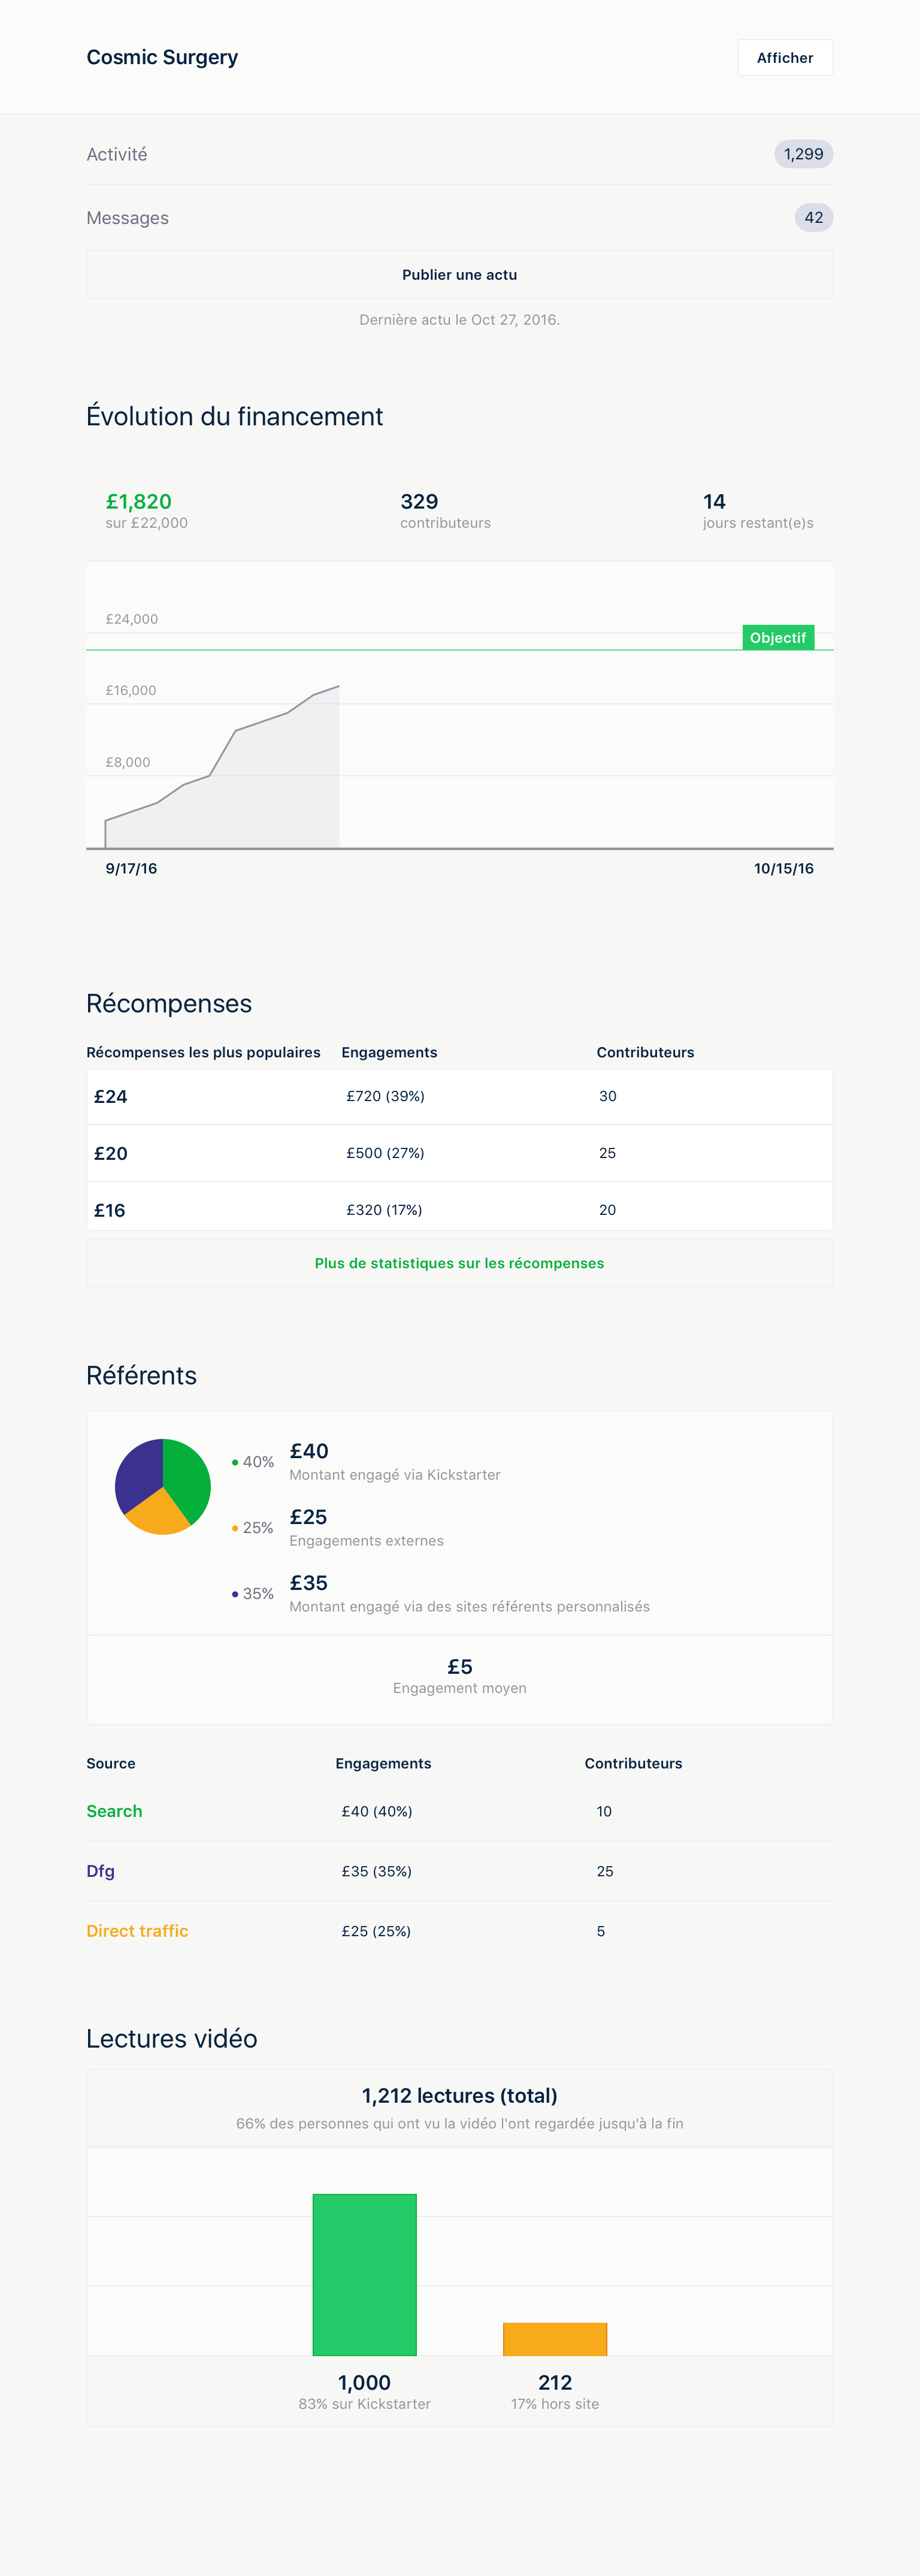 Cosmic Surgery
Afficher
Activité
1,299
Messages
42
Publier une actu
Dernière actu le Oct 27, 2016.
Évolution du financement
£1,820
sur £22,000
329
contributeurs
14
jours restant(e)s
£24,000
Objectif
£16,000
£8,000
9/17/16
10/15/16
Récompenses
Récompenses les plus populaires Engagements Contributeurs
£24 £720 (39%) 30
£20 £500 (27%) 25
£16 £320 (17%) 20
Plus de statistiques sur les récompenses
Référents
40%
£40
Montant engagé via Kickstarter
25%
£25
Engagements externes
35%
£35
Montant engagé via des sites référents personnalisés
£5
Engagement moyen
Source Engagements Contributeurs
Search £40 (40%) 10
Dfg £35 (35%) 25
Direct traffic £25 (25%) 5
Lectures vidéo
1,212 lectures (total)
66% des personnes qui ont vu la vidéo l'ont regardée jusqu'à la fin
1,000
83% sur Kickstarter
212
17% hors site